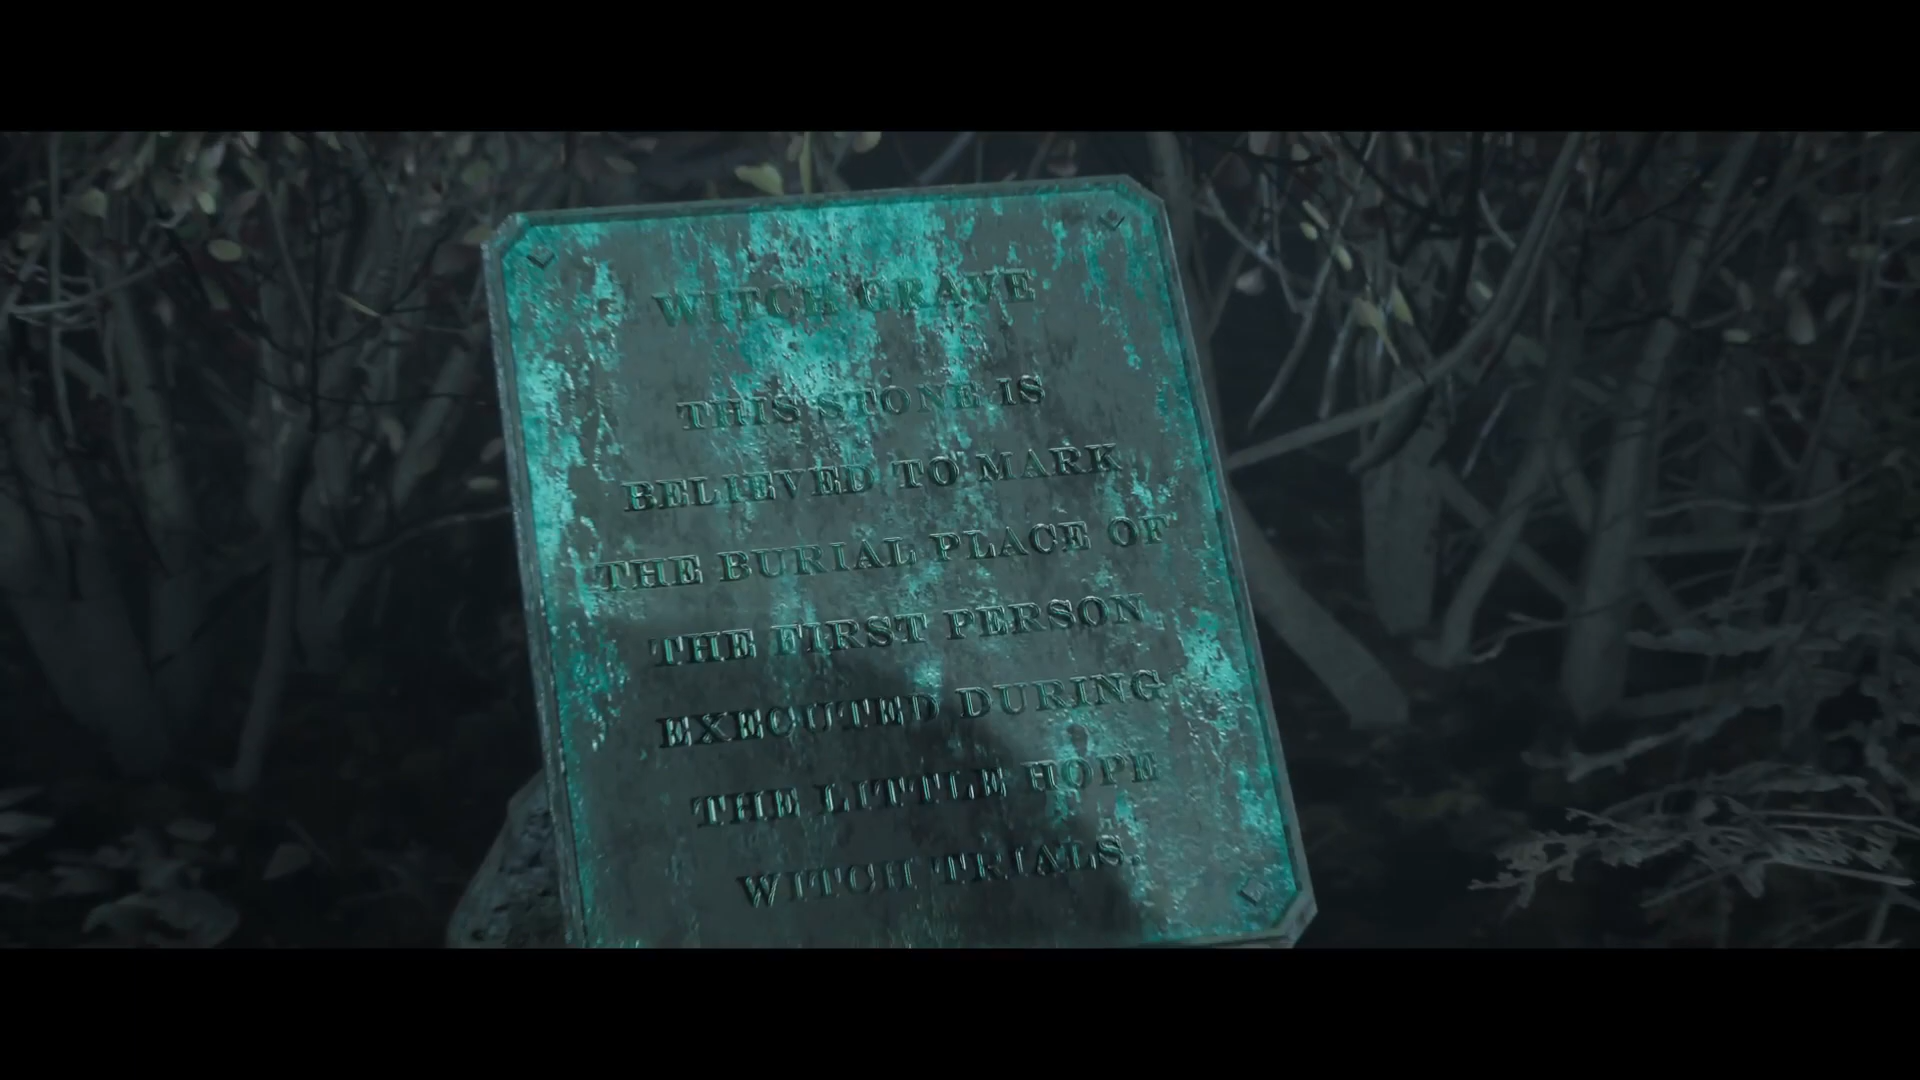 WITCH GRAVE
THIS STONE IS
BELIEVED TO MARK
THE BURIAL PLACE OF
THE FIRST PERSON
EXECUTED DURING
THE LITTLE HOPE
WITCH TRIALS.